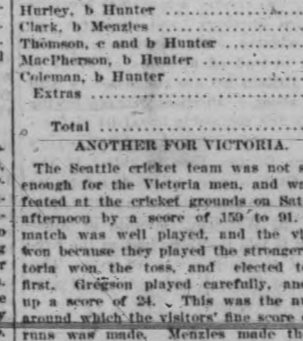 Hurley, b Hunter
Clark, b Menzies
Thomson, c and b Hunter
MacPherson, b Hunter
Coleman, b Hunter
Extras
Total
ANOTHER FOR VICTORIA.
The Seattle cricket team was not s
enough for the Victoria men, and w
feated at the cricket grounds on Sat
afternoon by a score of 159 to 91.
match was well played, and the vi
won because they played the stronger
toria won the toss, and elected t
first. Gregson played carefully, an
up a score of 24. This was the n
around which the visitors' fine score
runs was made. Menzies made th